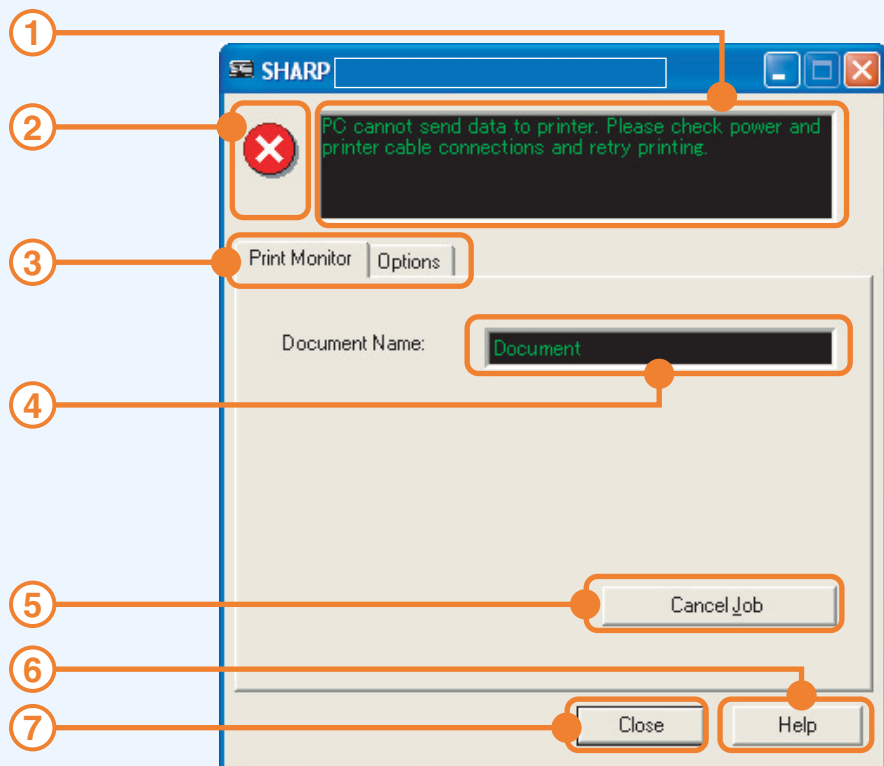 1
SHARP
2
PC cannot send data to printer. Please check power and
printer cable connections and retry printing.
3
Print Monitor
Options
Document Name:
Document
4
5
Cancel Job
6
7
Close
Help